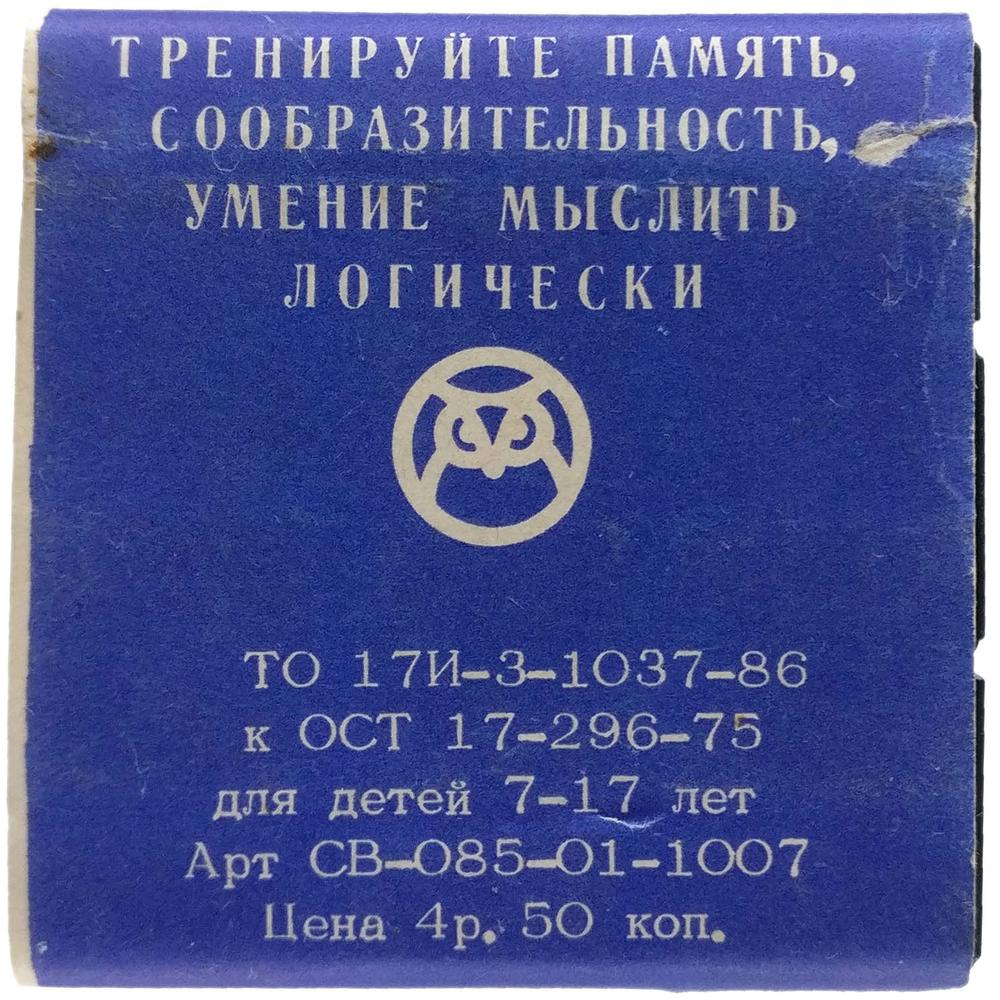 ТРЕНИРУЙТЕ ПАМЯТЬ,
СООБРАЗИТЕЛЬНОСТЬ,
УМЕНИЕ МЫСЛИТЬ
ЛОГИЧЕСКИ
ТО 17И-3-1037-86
к ОСТ 17-296-75
для детей 7-17 лет
Арт СВ-085-01-1007
Цена 4р. 50 коп.